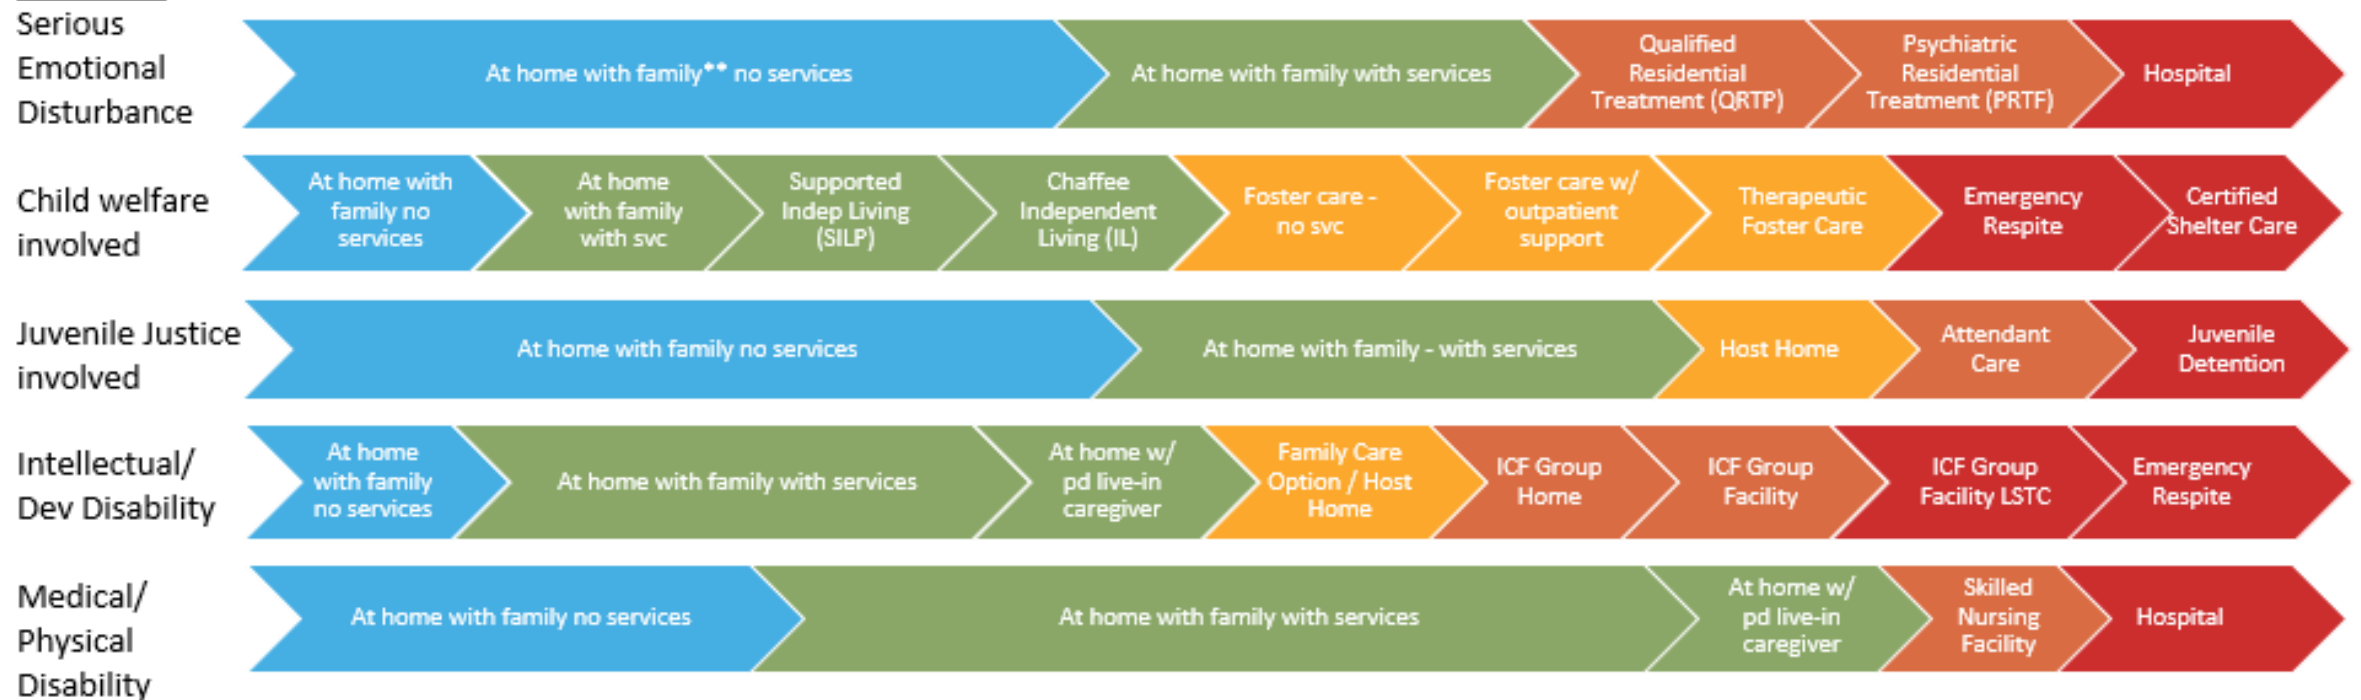 Serious
Emotional
Disturbance
At home with family** no services
At home with family with services
Qualified
Residential
Treatment (QRTP)
Psychiatric
Residential
Treatment (PRTF)
Hospital
Child welfare
involved
At home with
family no
services
At home
with family
with svc
Supported
Indep Living
(SILP)
Chaffee
Independent
Living (IL)
Foster care -
no svc
Foster care w/
outpatient
support
Therapeutic
Foster Care
Emergency
Respite
Certified
Shelter Care
Juvenile Justice
involved
At home with family no services
At home with family - with services
Host Home
Attendant
Care
Juvenile
Detention
Intellectual/
Dev Disability
At home
with family
no services
At home with family with services
At home w/
pd live-in
caregiver
Family Care
Option / Host
Home
ICF Group
Home
ICF Group
Facility
ICF Group
Facility LSTC
Emergency
Respite
Medical/
Physical
Disability
At home with family no services
At home with family with services
At home w/
pd live-in
caregiver
Skilled
Nursing
Facility
Hospital